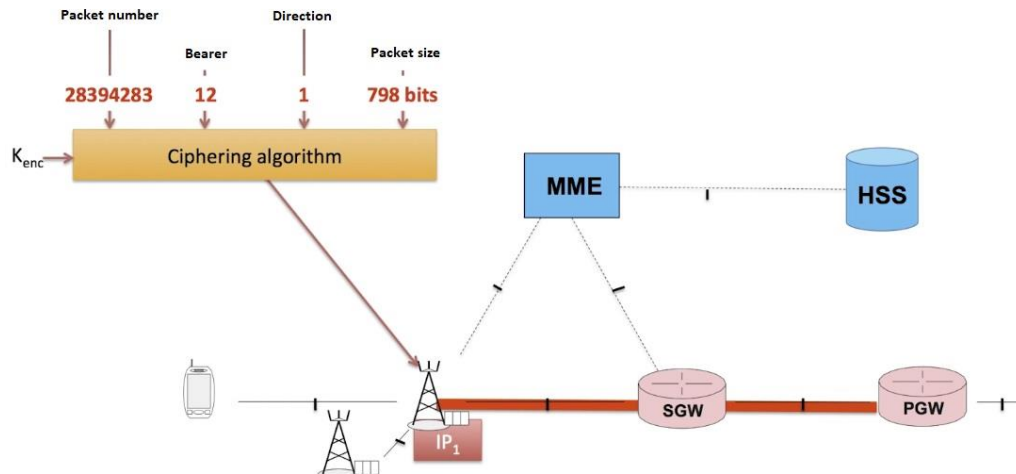 Packet number
Direction
Bearer
Packet size
28394283 12 1 798 bits
Kenc
Ciphering algorithm
MME
HSS
SGW
PGW
IP1